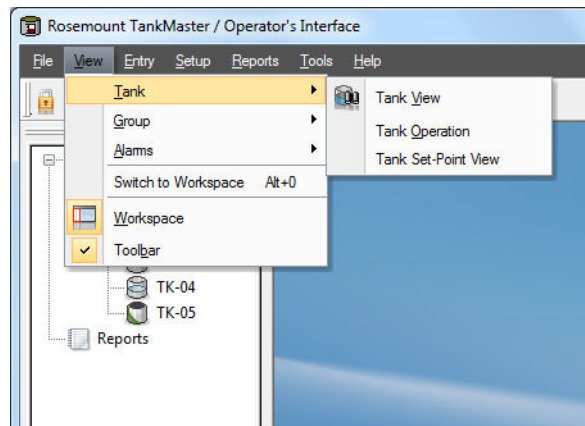 Rosemount TankMaster / Operator's Interface
File View Entry Setup Reports Tools Help
Tank
Group
Alarms
Switch to Workspace Alt+0
Workspace
Toolbar
Tank View
Tank Operation
Tank Set-Point View
TK-04
TK-05
Reports